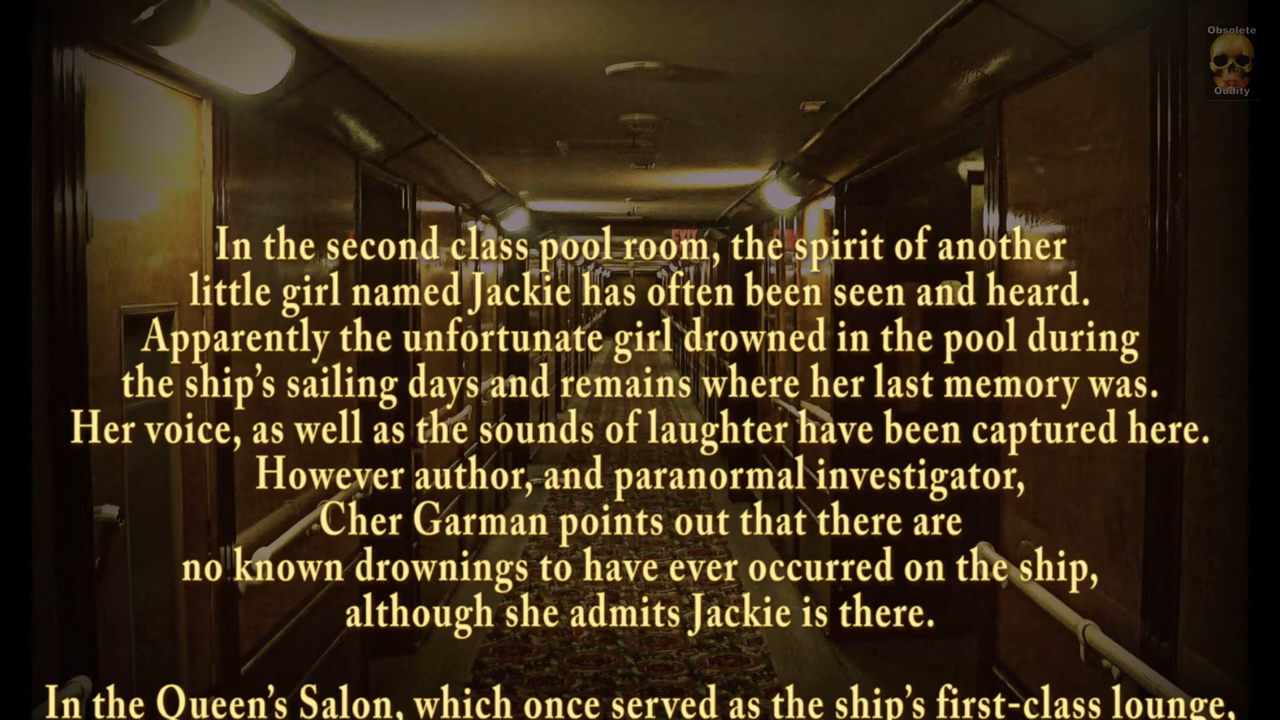 Obsolete
Oddity
EXIT
In the second class pool room, the spirit of another
little girl named Jackie has often been seen and heard.
Apparently the unfortunate girl drowned in the pool during
the ship's sailing days and remains where her last memory was.
Her voice, as well as the sounds of laughter have been captured here.
However author, and paranormal investigator,
Cher Garman points out that there are
no known drownings to have ever occurred on the ship,
although she admits Jackie is there.
In the Queen's Salon, which once served as the ship's first-class lounge,